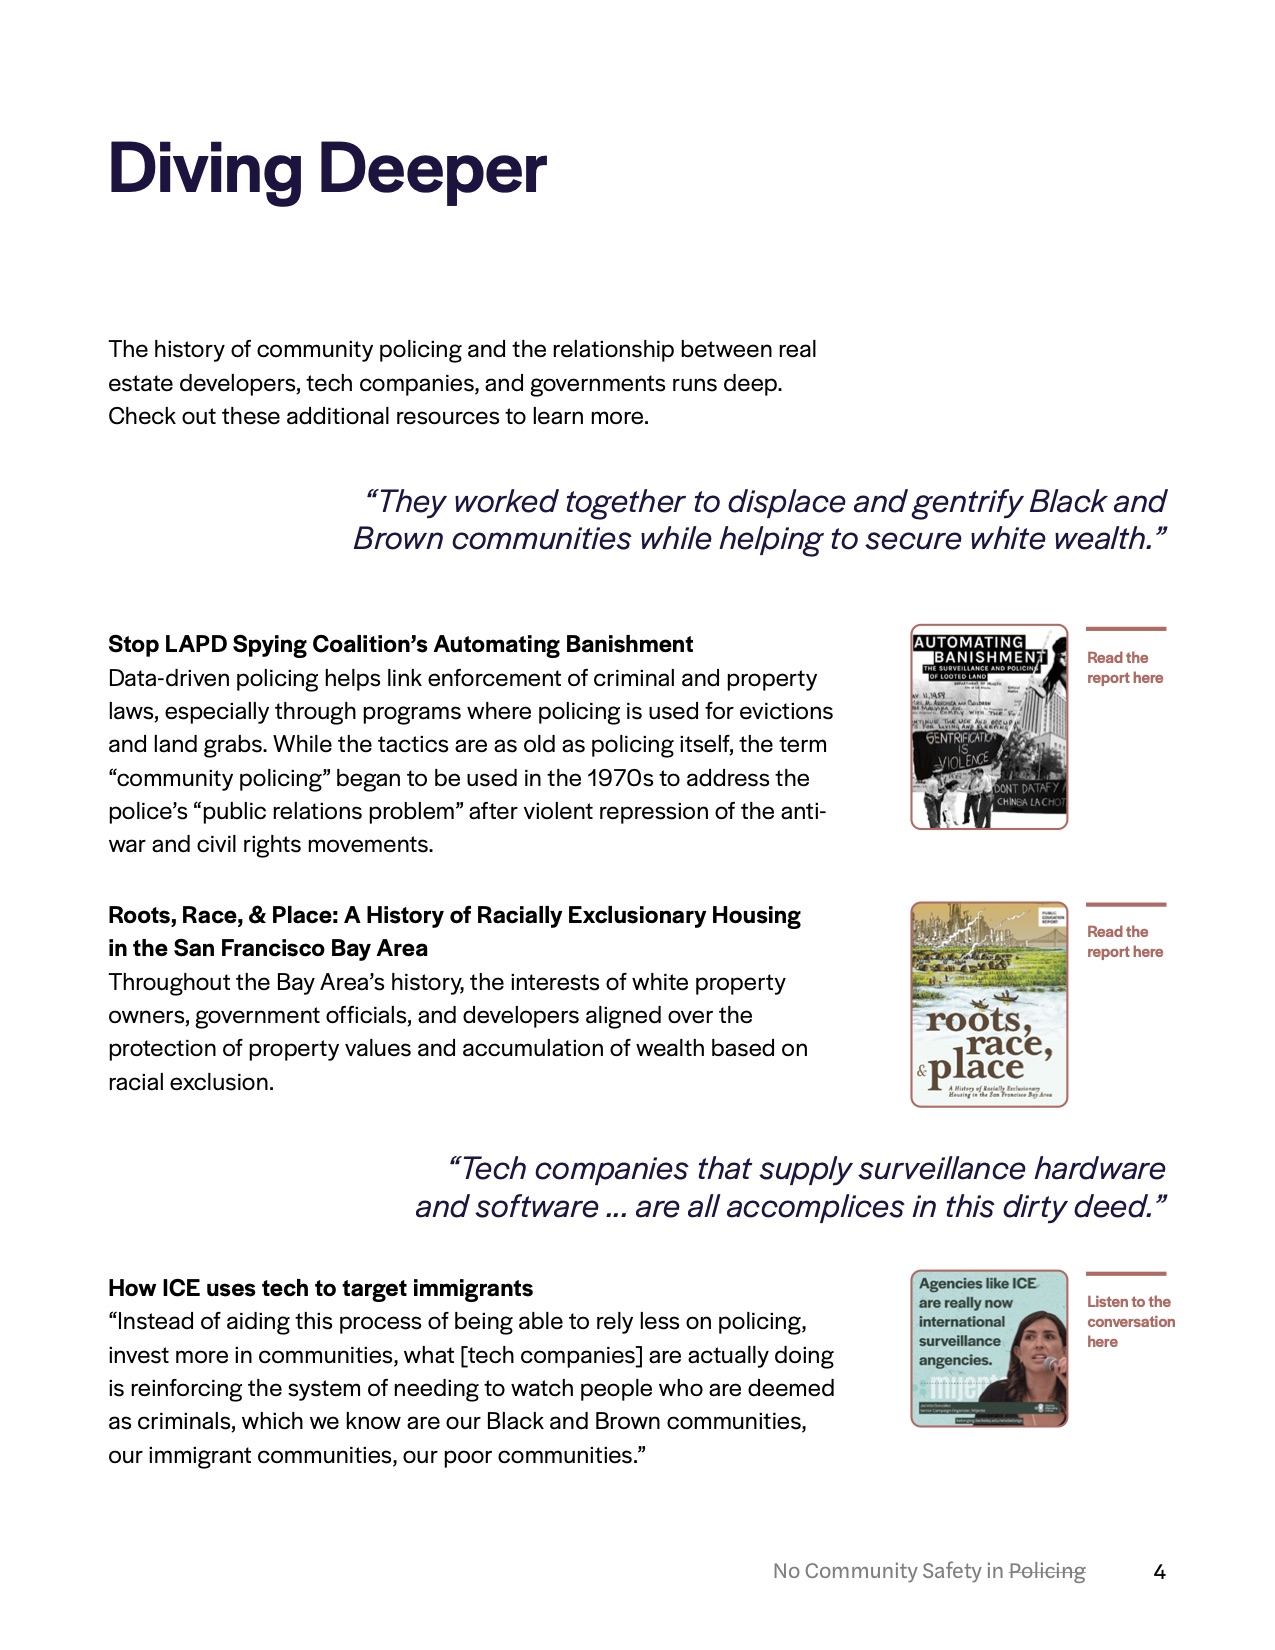 Diving Deeper
The history of community policing and the relationship between real
estate developers, tech companies, and governments runs deep.
Check out these additional resources to learn more.
“They worked together to displace and gentrify Black and
Brown communities while helping to secure white wealth.”
Stop LAPD Spying Coalition’s Automating Banishment
Data-driven policing helps link enforcement of criminal and property
laws, especially through programs where policing is used for evictions
and land grabs. While the tactics are as old as policing itself, the term
“community policing” began to be used in the 1970s to address the
police’s “public relations problem” after violent repression of the anti-
war and civil rights movements.
AUTOMATING
BANISHMENT
THE SURVEILLANCE AND POLICING
OF LOOTED LAND
GENTRIFICATION
IS
VIOLENCE
DONT DATAFY
CHINGA LA CHOT
Read the
report here
Roots, Race, & Place: A History of Racially Exclusionary Housing
in the San Francisco Bay Area
Throughout the Bay Area’s history, the interests of white property
owners, government officials, and developers aligned over the
protection of property values and accumulation of wealth based on
racial exclusion.
PUBLIC
EDUCATION
REPORT
roots,
race,
& place
A History of Racially Exclusionary
Housing in the San Francisco Bay Area
Read the
report here
“Tech companies that supply surveillance hardware
and software ... are all accomplices in this dirty deed.”
How ICE uses tech to target immigrants
“Instead of aiding this process of being able to rely less on policing,
invest more in communities, what [tech companies] are actually doing
is reinforcing the system of needing to watch people who are deemed
as criminals, which we know are our Black and Brown communities,
our immigrant communities, our poor communities.”
Agencies like ICE
are really now
international
surveillance
angencies.
Listen to the
conversation
here
No Community Safety in Policing
4